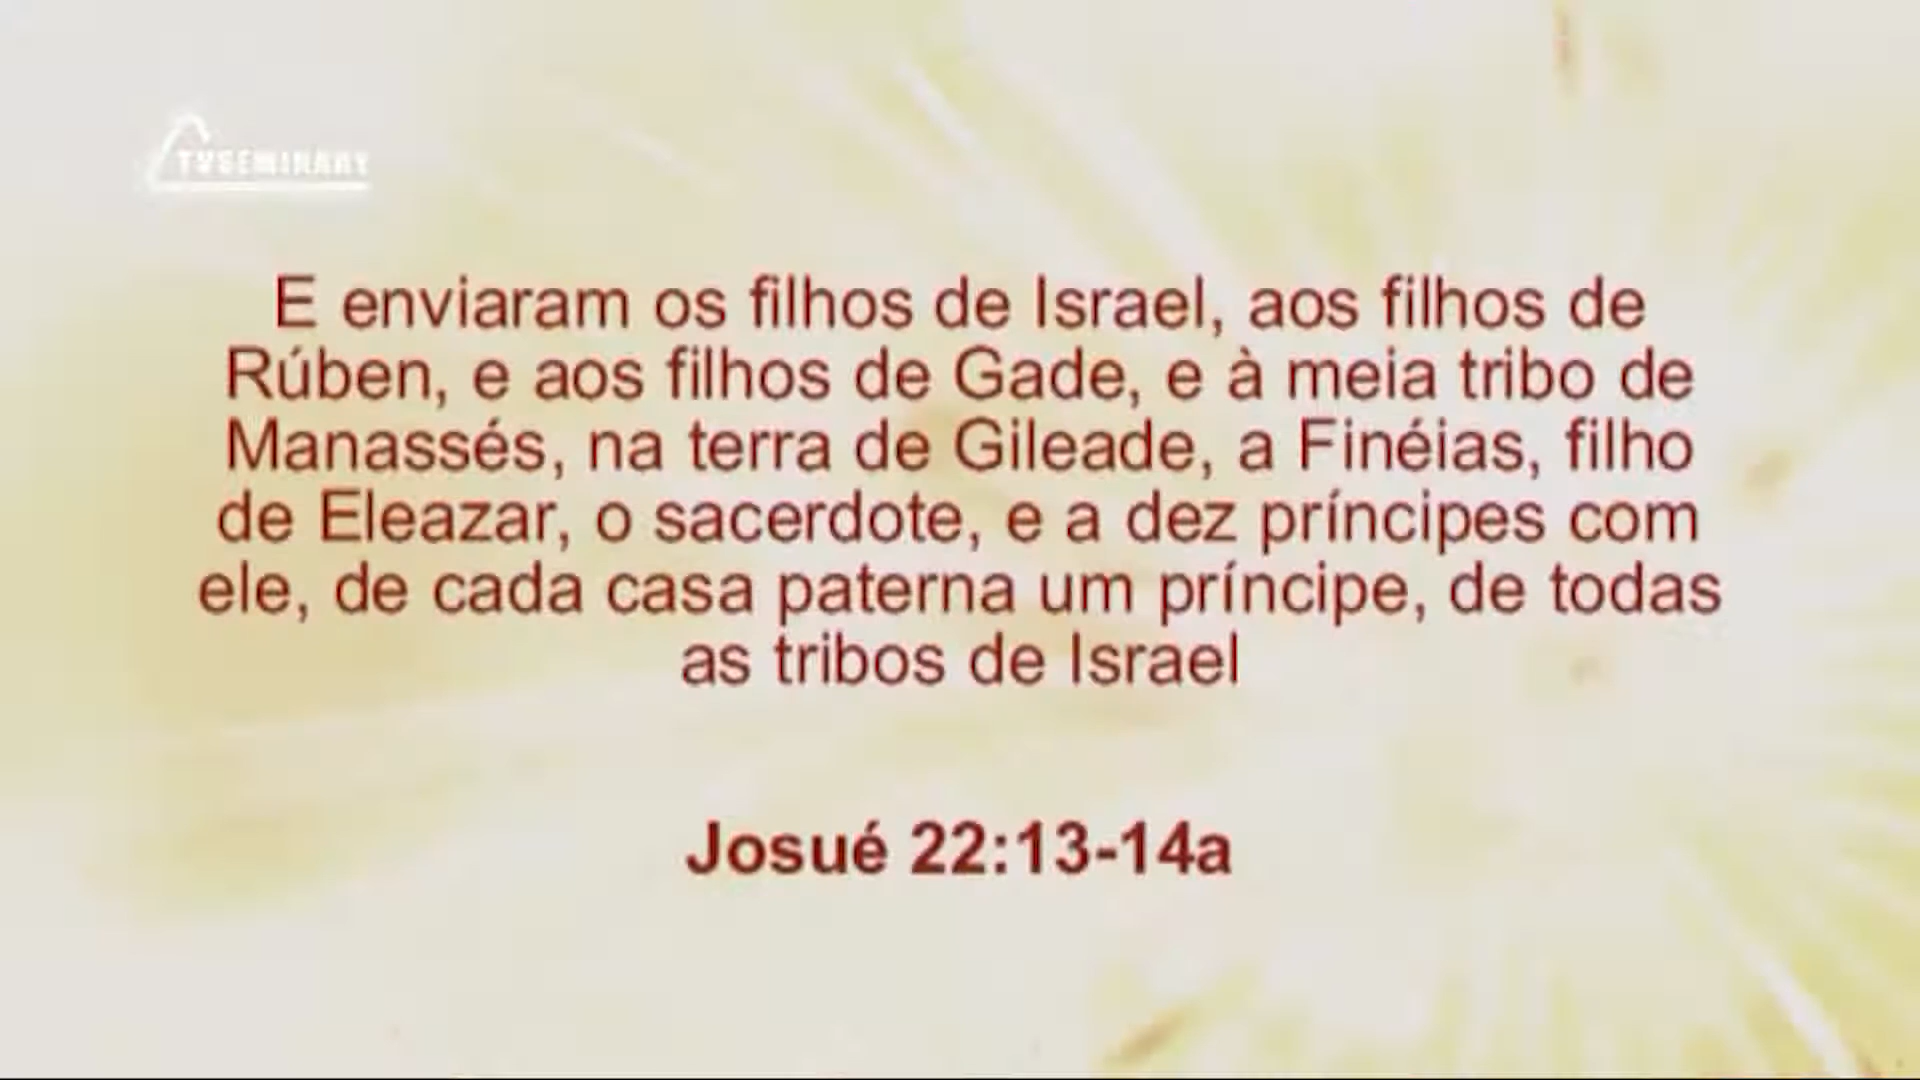 TVSEMINARY
E enviaram os filhos de Israel, aos filhos de
Rúben, e aos filhos de Gade, e à meia tribo de
Manassés, na terra de Gileade, a Finéias, filho
de Eleazar, o sacerdote, e a dez príncipes com
ele, de cada casa paterna um príncipe, de todas
as tribos de Israel
Josué 22:13-14a